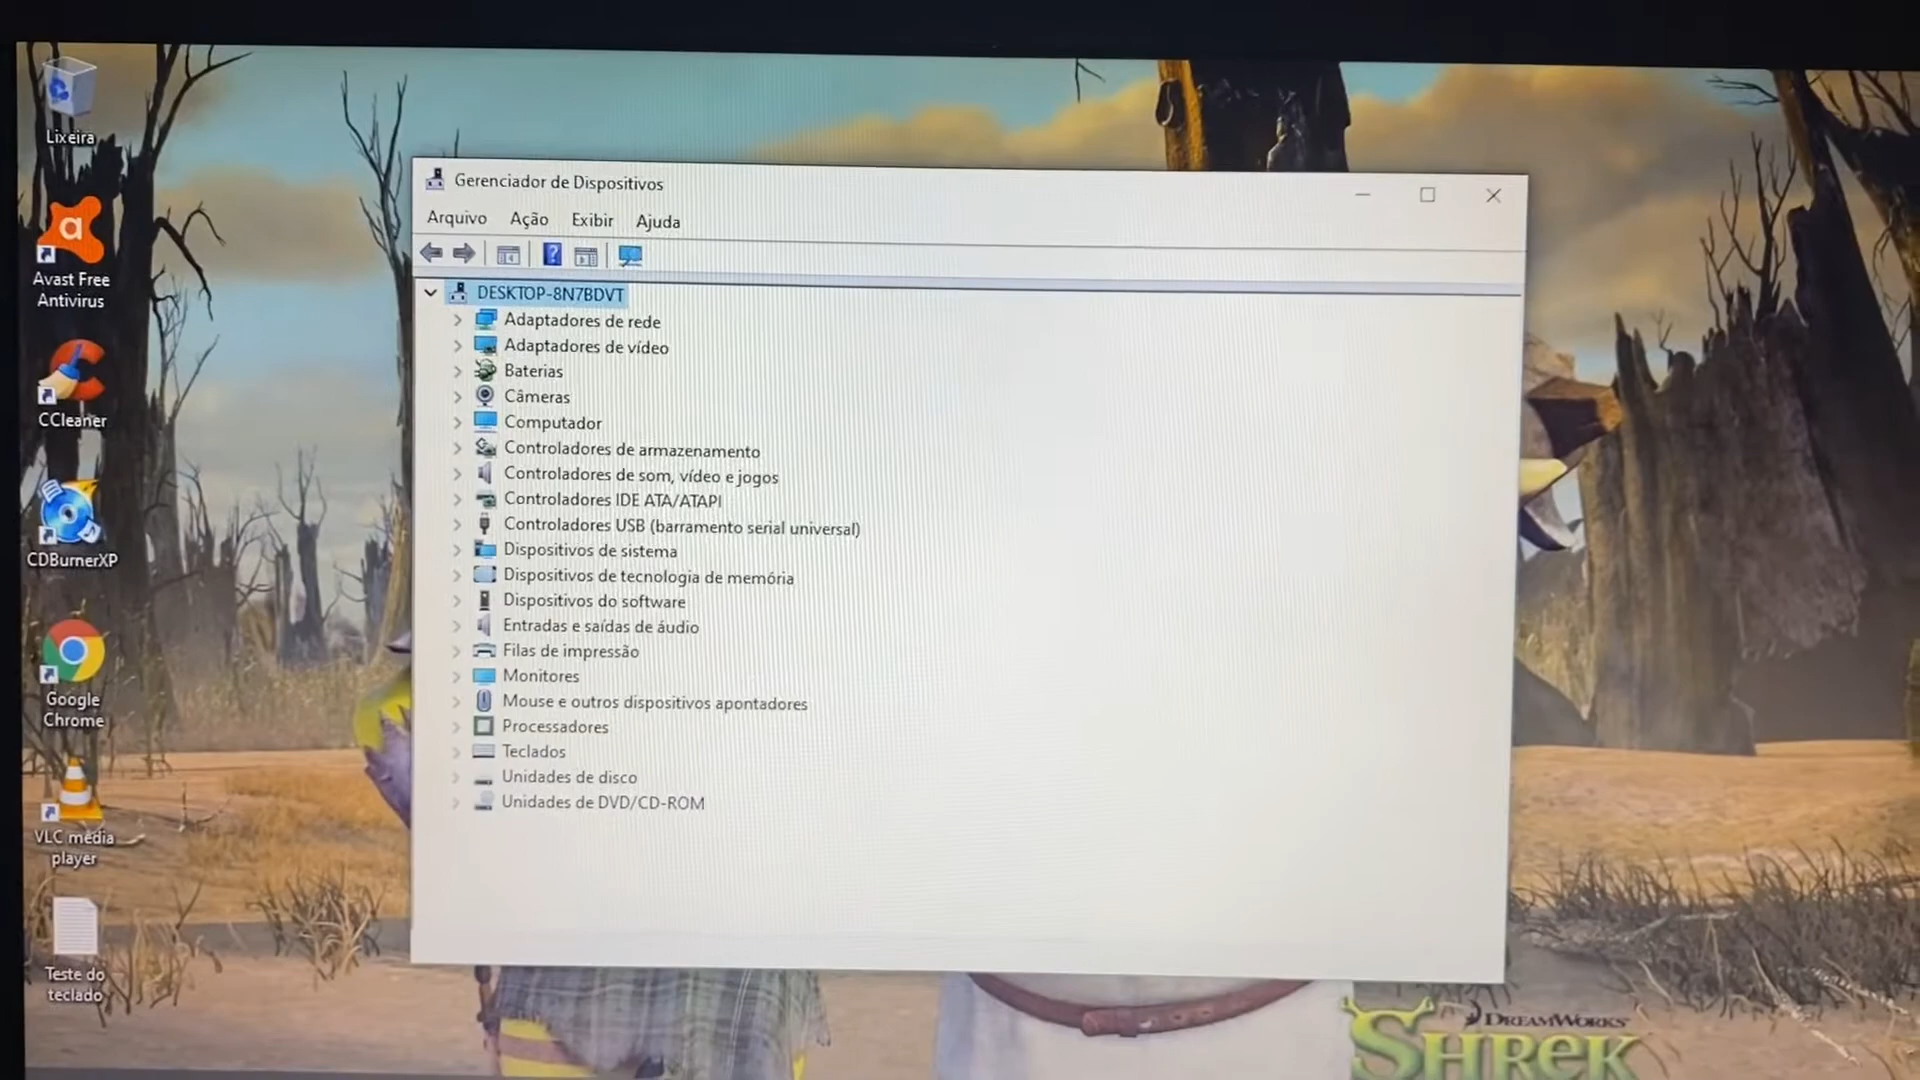 Lixeira
Avast Free
Antivirus
CCleaner
CDBurnerXP
Google
Chrome
VLC media
player
Teste do
teclado
Gerenciador de Dispositivos
Arquivo Ação Exibir Ajuda
DESKTOP-8N7BDVT
Adaptadores de rede
Adaptadores de vídeo
Baterias
Câmeras
Computador
Controladores de armazenamento
Controladores de som, vídeo e jogos
Controladores IDE ATA/ATAPI
Controladores USB (barramento serial universal)
Dispositivos de sistema
Dispositivos de tecnologia de memória
Dispositivos do software
Entradas e saídas de áudio
Filas de impressão
Monitores
Mouse e outros dispositivos apontadores
Processadores
Teclados
Unidades de disco
Unidades de DVD/CD-ROM
DREAMWORKS
SHREK